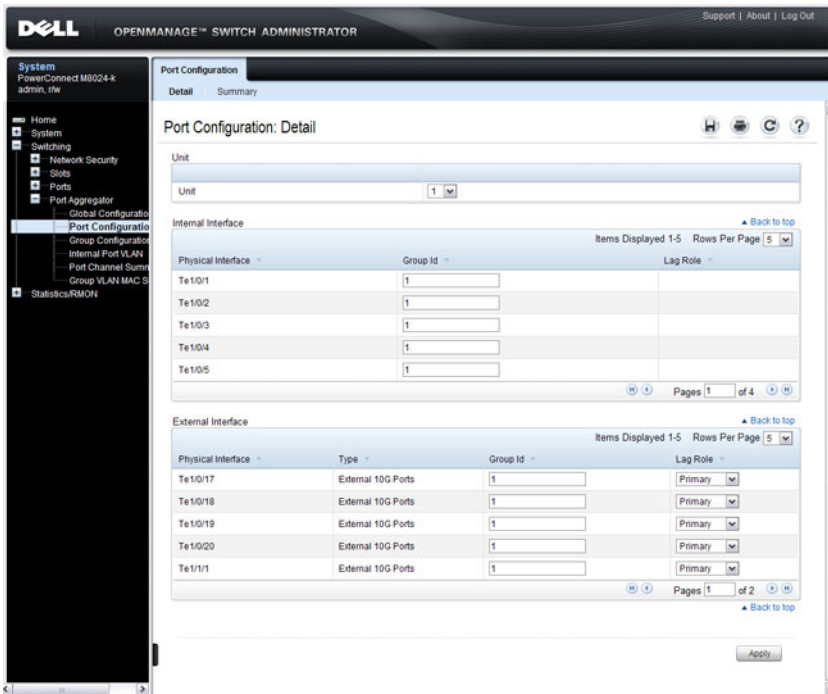 Support | About | Log Out
DELL
OPENMANAGE™ SWITCH ADMINISTRATOR
System
PowerConnect M8024-k
admin, r/w
Home
System
Switching
Network Security
Slots
Ports
Port Aggregator
Global Configuratio
Port Configuratio
Group Configuration
Internal Port VLAN
Port Channel Summ
Group VLAN MAC S
Statistics/RMON
Port Configuration
Detail Summary
Port Configuration: Detail
Unit
Unit 1
Internal Interface Back to top
Items Displayed 1-5 Rows Per Page 5
Physical Interface Group Id Lag Role
Te1/0/1 1
Te1/0/2 1
Te1/0/3 1
Te1/0/4 1
Te1/0/5 1
Pages 1 of 4
External Interface Back to top
Items Displayed 1-5 Rows Per Page 5
Physical Interface Type Group Id Lag Role
Te1/0/17 External 10G Ports 1 Primary
Te1/0/18 External 10G Ports 1 Primary
Te1/0/19 External 10G Ports 1 Primary
Te1/0/20 External 10G Ports 1 Primary
Te1/1/1 External 10G Ports 1 Primary
Pages 1 of 2
Back to top
Apply